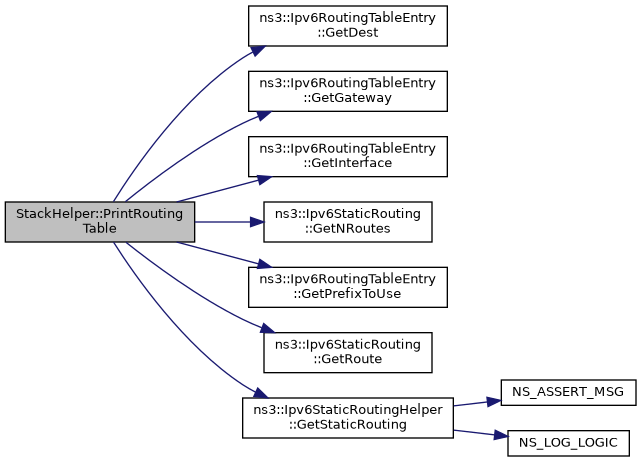 ns3::Ipv6RoutingTableEntry
::GetDest
ns3::Ipv6RoutingTableEntry
::GetGateway
ns3::Ipv6RoutingTableEntry
::GetInterface
StackHelper::PrintRouting
Table
ns3::Ipv6StaticRouting
::GetNRoutes
ns3::Ipv6RoutingTableEntry
::GetPrefixToUse
ns3::Ipv6StaticRouting
::GetRoute
ns3::Ipv6StaticRoutingHelper
::GetStaticRouting
NS_ASSERT_MSG
NS_LOG_LOGIC